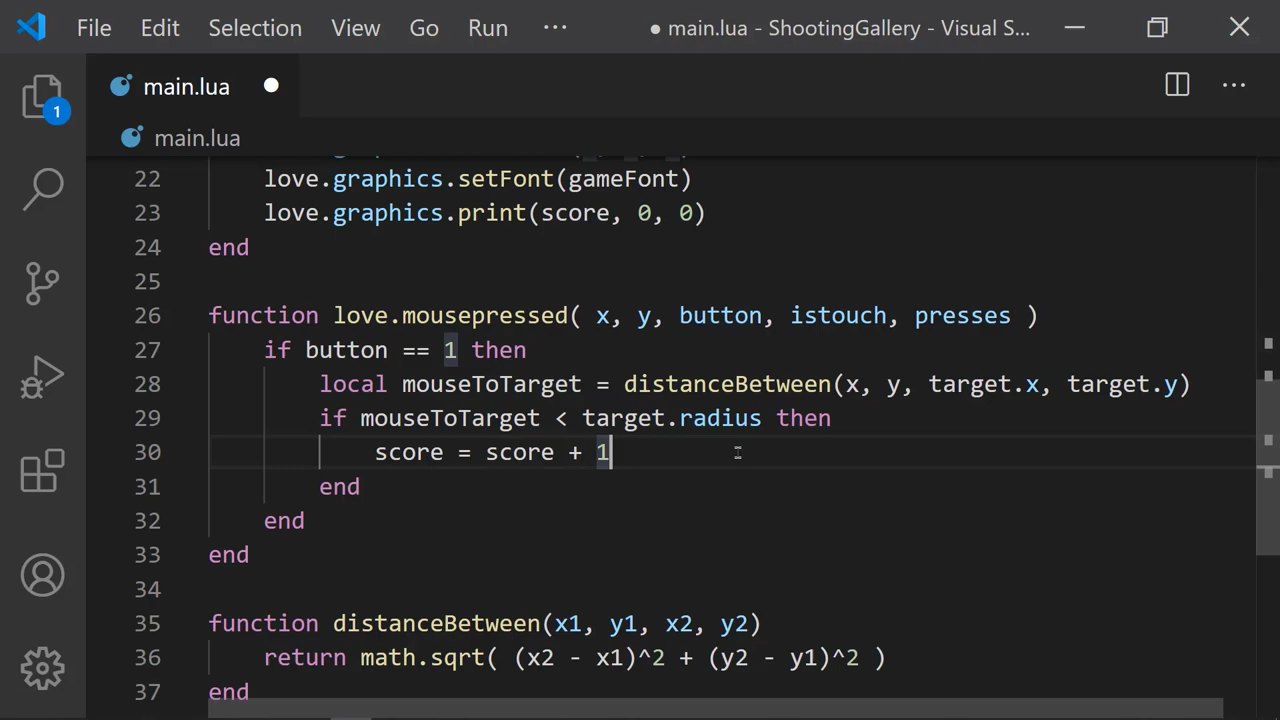 File Edit Selection View Go Run ··· ● main.lua - ShootingGallery - Visual S...
main.lua
1
main.lua
22 love.graphics.setFont(gameFont)
23 love.graphics.print(score, 0, 0)
24 end
25
26 function love.mousepressed( x, y, button, istouch, presses )
27 if button == 1 then
28 local mouseToTarget = distanceBetween(x, y, target.x, target.y)
29 if mouseToTarget < target.radius then
30 score = score + 1
31 end
32 end
33 end
34
35 function distanceBetween(x1, y1, x2, y2)
36 return math.sqrt( (x2 - x1)^2 + (y2 - y1)^2 )
37 end